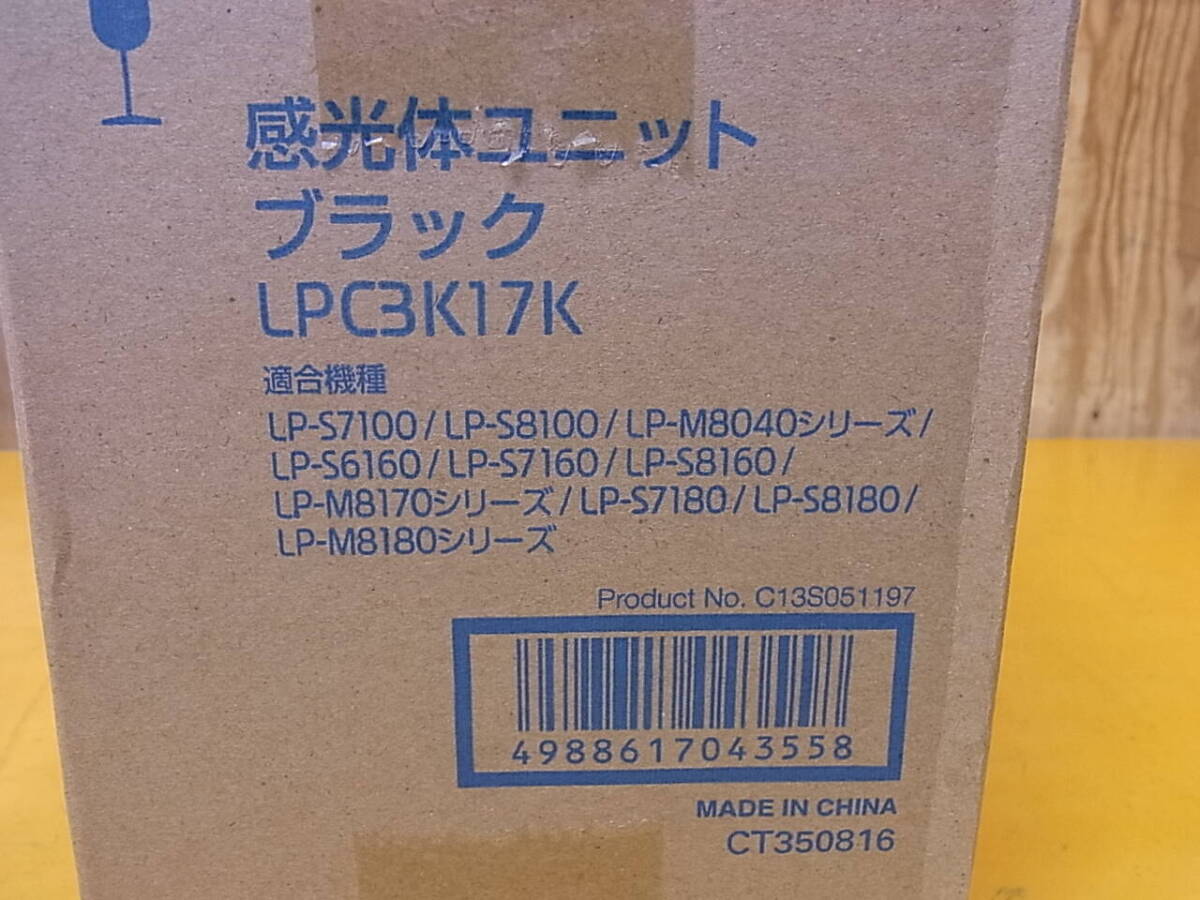 感光体ユニット
ブラック
LPC3K17K
適合機種
LP-S7100/LP-S8100/LP-M8040シリーズ/
LP-S6160/LP-S7160/LP-S8160/
LP-M8170シリーズ/LP-S7180/LP-S8180/
LP-M8180シリーズ
Product No. C13S051197
4988617043558
MADE IN CHINA
CT350816